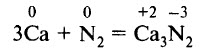 0 0 +2 −3
3Ca + N₂ = Ca₃N₂